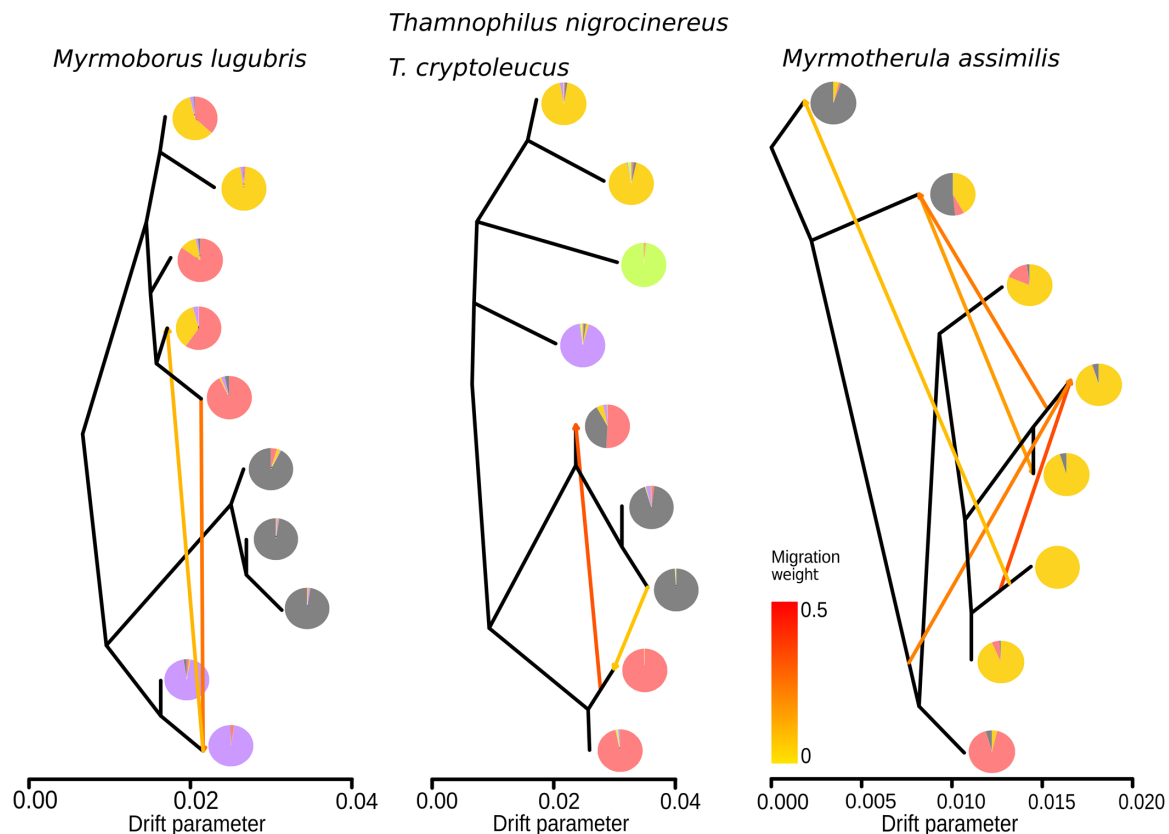 Thamnophilus nigrocinereus
Myrmoborus lugubris
T. cryptoleucus
Myrmotherula assimilis
Migration
weight
0.5
0
0.00 0.02 0.04
Drift parameter
0.00 0.02 0.04
Drift parameter
0.000 0.005 0.010 0.015 0.020
Drift parameter